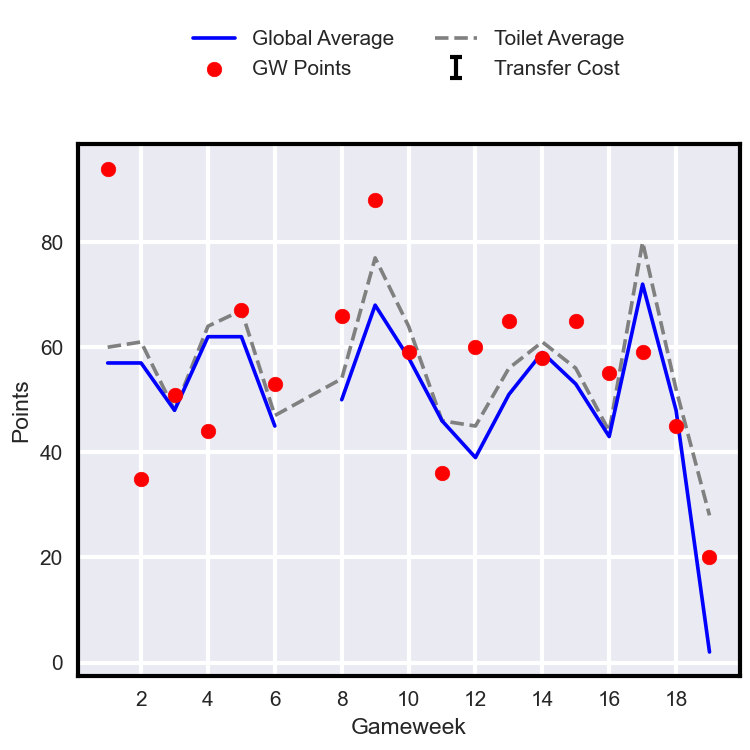 Global Average Toilet Average
GW Points Transfer Cost
Points
80
60
40
20
0
2 4 6 8 10 12 14 16 18
Gameweek